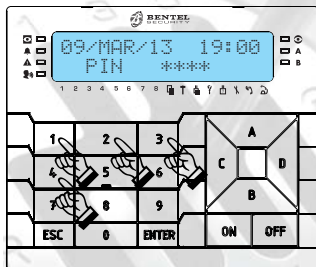 BENTEL
SECURITY
09/MAR/13 19:00
PIN ****
A
B
1 2 3 4 5 6 7 8
1 2 3
4 5 6
7 8 9
ESC 0 ENTER
A
C D
B
ON OFF